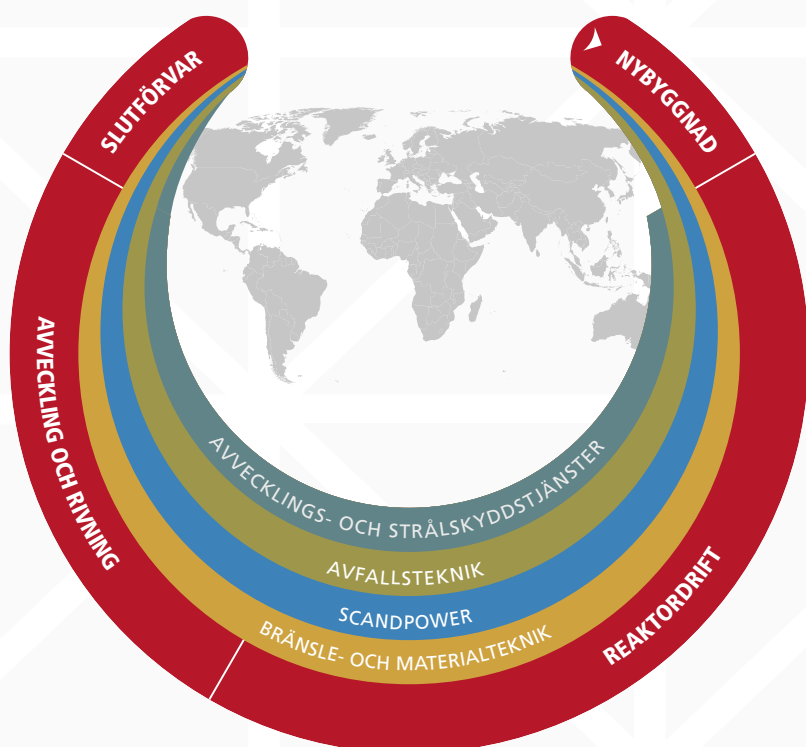 SLUTFÖRVAR
NYBYGGNAD
AVVECKLING OCH RIVNING
REAKTORDRIFT
AVVECKLINGS- OCH STRÅLSKYDDSTJÄNSTER
AVFALLSTEKNIK
SCANDPOWER
BRÄNSLE- OCH MATERIALTEKNIK